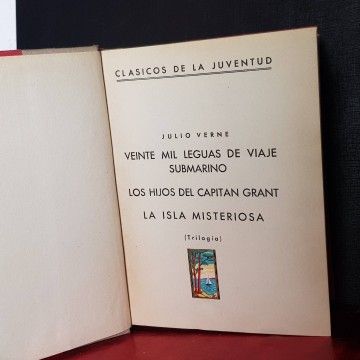 CLASICOS DE LA JUVENTUD
JULIO VERNE
VEINTE MIL LEGUAS DE VIAJE
SUBMARINO
LOS HIJOS DEL CAPITAN GRANT
LA ISLA MISTERIOSA
(Trilogía)